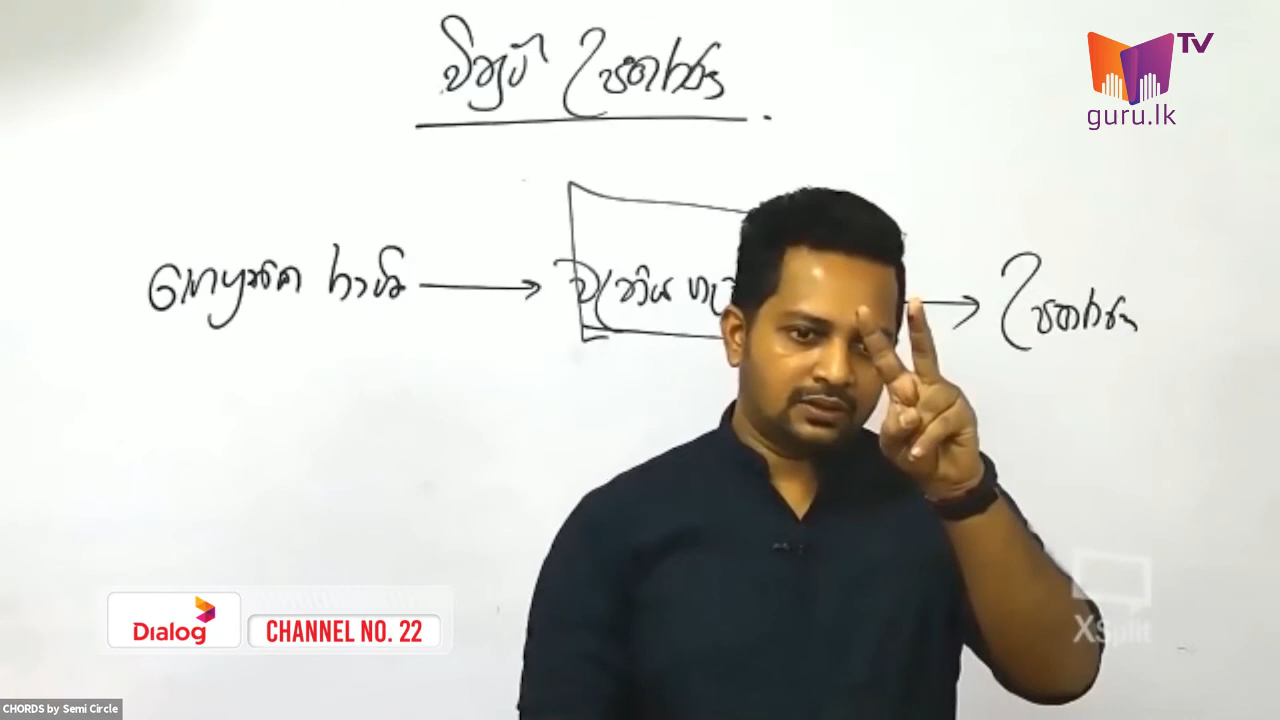 TV
guru.lk
විද්‍යුත් උපකරණ
භෞතික රාශි → → උපකරණ
Dialog
CHANNEL NO. 22
XSplit
CHORDS by Semi Circle